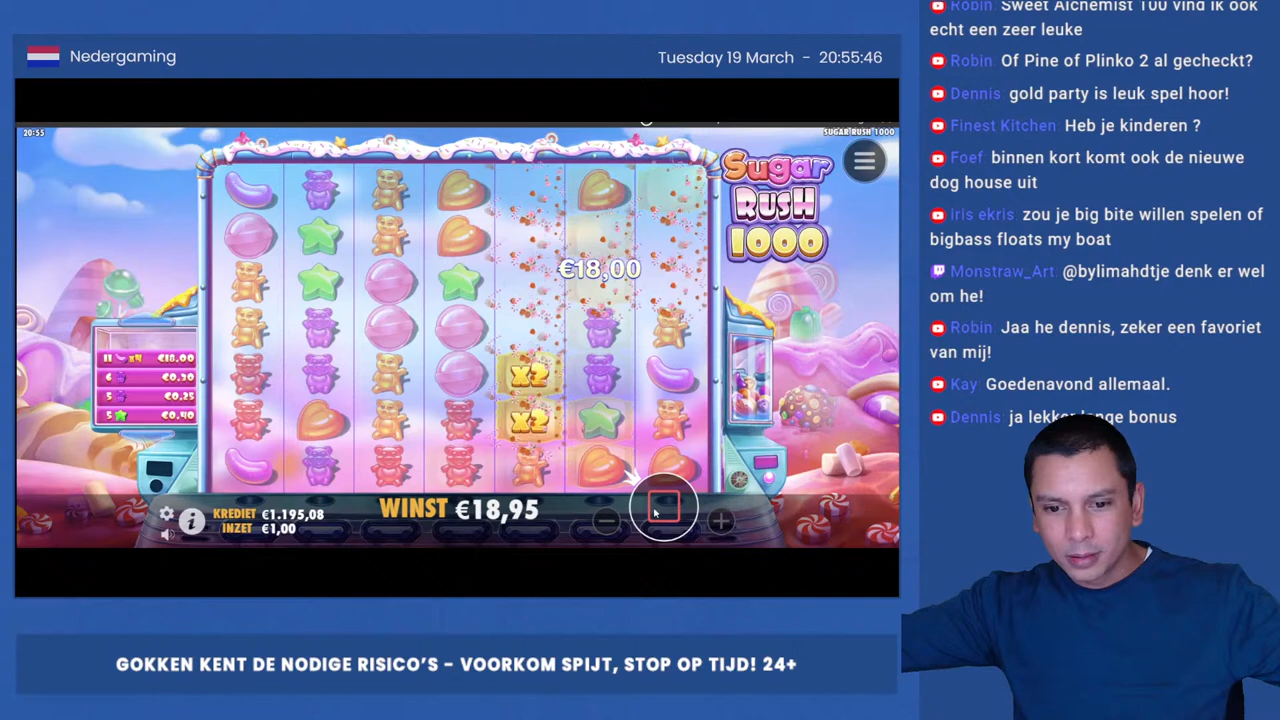 Nedergaming
Tuesday 19 March - 20:55:46
20:55
SUGAR RUSH 1000
Sugar
RUSH
1000
€18,00
11 x4 €18,00
6 €0,30
5 €0,25
5 €0,40
x2
x2
KREDIET €1.195,08
INZET €1,00
WINST €18,95
GOKKEN KENT DE NODIGE RISICO'S - VOORKOM SPIJT, STOP OP TIJD! 24+
Robin: Sweet Alchemist 100 vind ik ook
echt een zeer leuke
Robin: Of Pine of Plinko 2 al gecheckt?
Dennis: gold party is leuk spel hoor!
Finest Kitchen: Heb je kinderen ?
Foef: binnen kort komt ook de nieuwe
dog house uit
iris ekris: zou je big bite willen spelen of
bigbass floats my boat
Monstraw_Art: @bylimahdtje denk er wel
om he!
Robin: Jaa he dennis, zeker een favoriet
van mij!
Kay: Goedenavond allemaal.
Dennis: ja lekker bonus